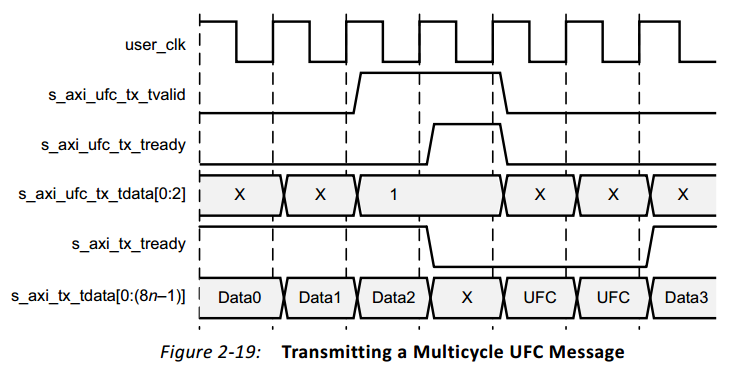 user_clk
s_axi_ufc_tx_tvalid
s_axi_ufc_tx_tready
s_axi_ufc_tx_tdata[0:2] X X 1 X X X
s_axi_tx_tready
s_axi_tx_tdata[0:(8n–1)] Data0 Data1 Data2 X UFC UFC Data3
Figure 2-19: Transmitting a Multicycle UFC Message